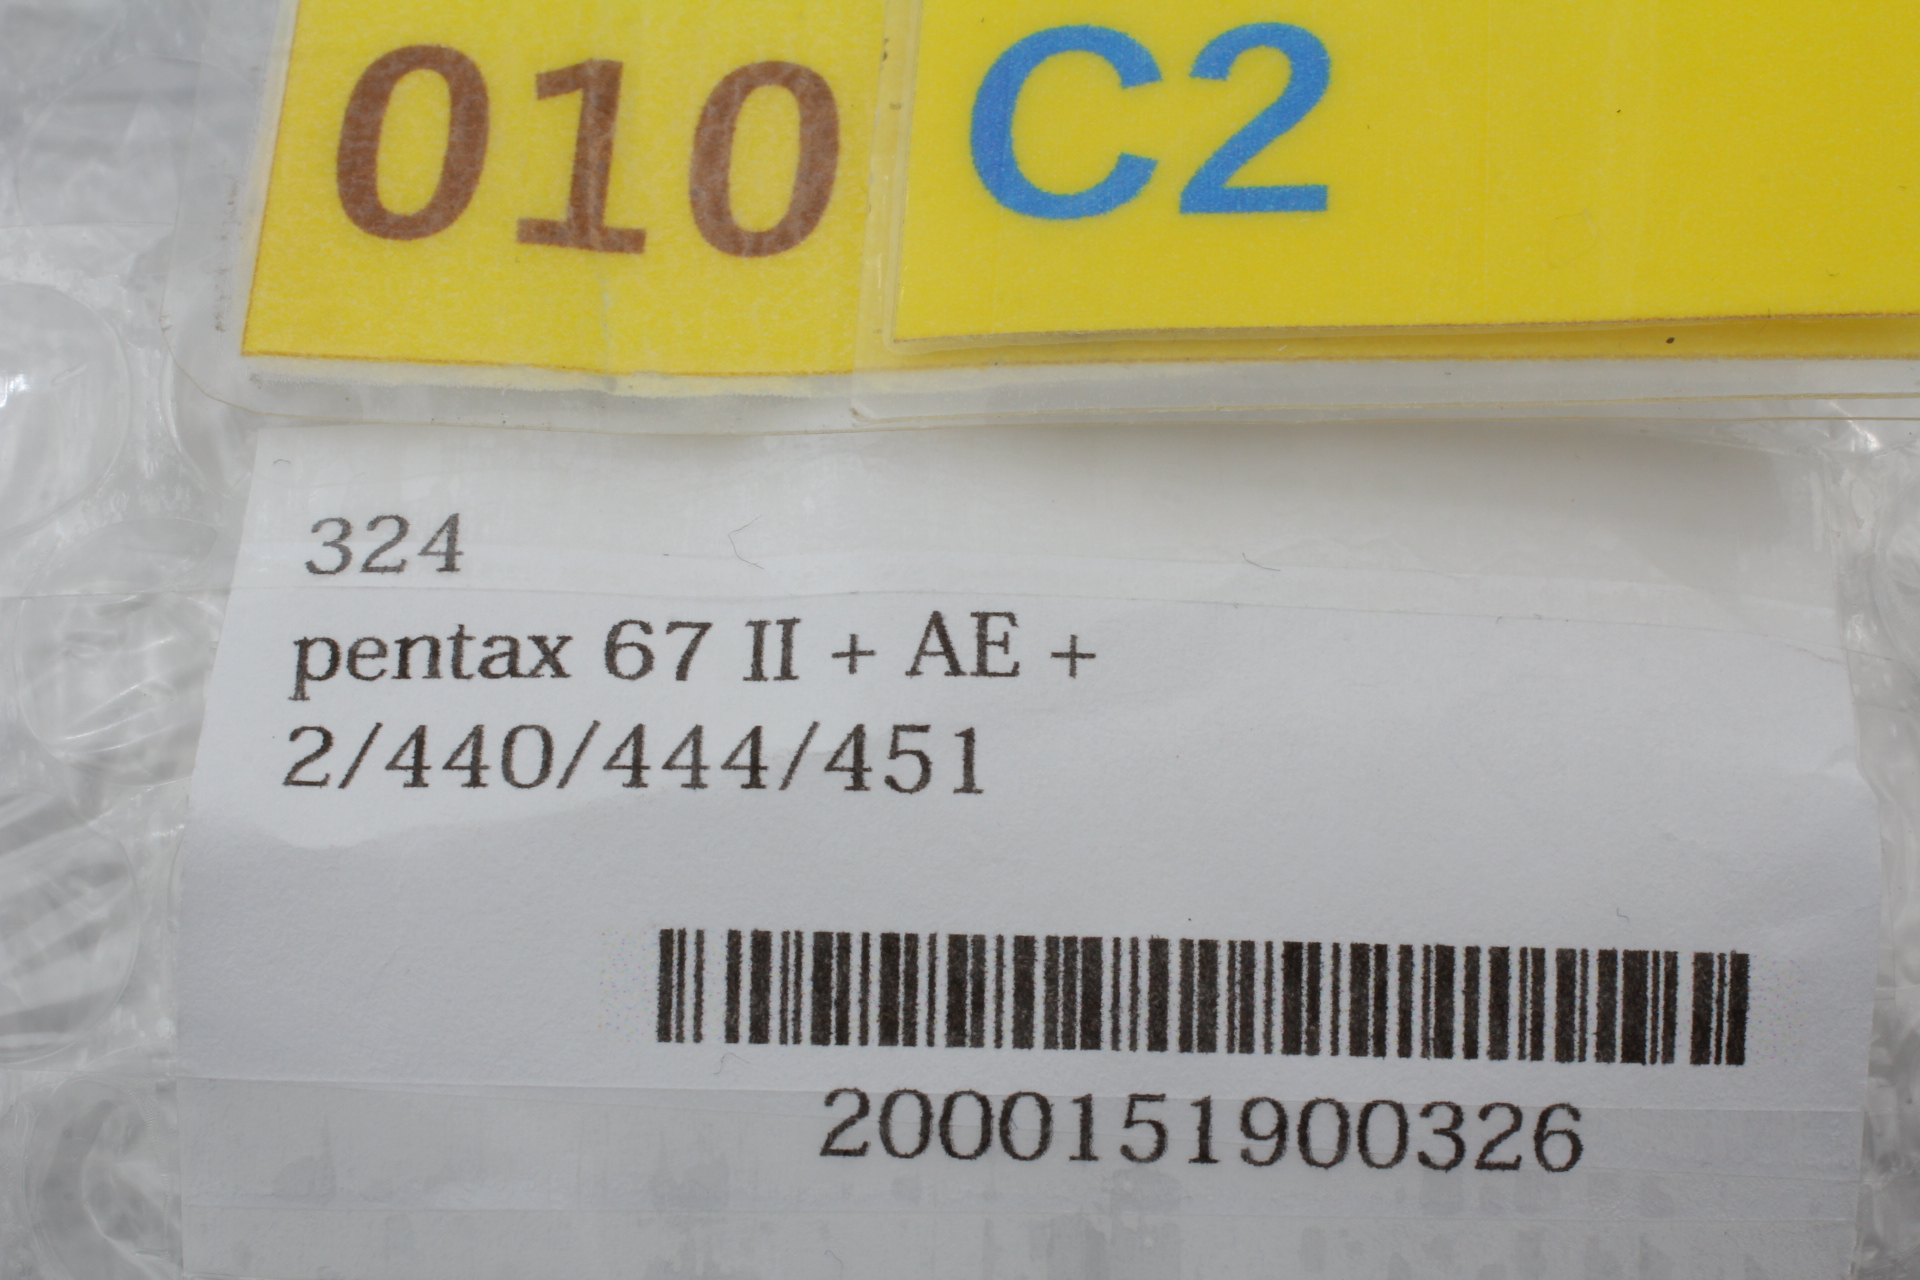 010 C2
324
pentax 67 II + AE +
2/440/444/451
2000151900326